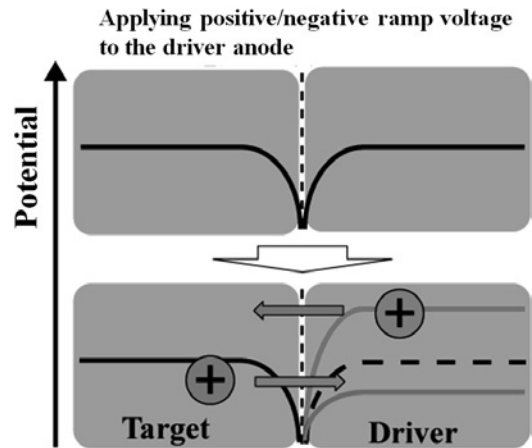 Applying positive/negative ramp voltage
to the driver anode
Potential
+
+
Target
Driver